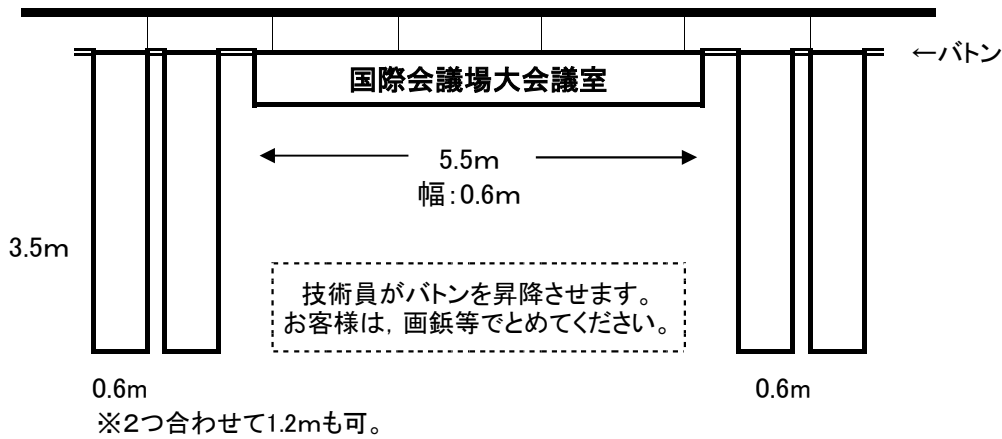 ←バトン
国際会議場大会議室
5.5m
幅:0.6m
3.5m
技術員がバトンを昇降させます。
お客様は,画鋲等でとめてください。
0.6m
0.6m
※2つ合わせて1.2mも可。